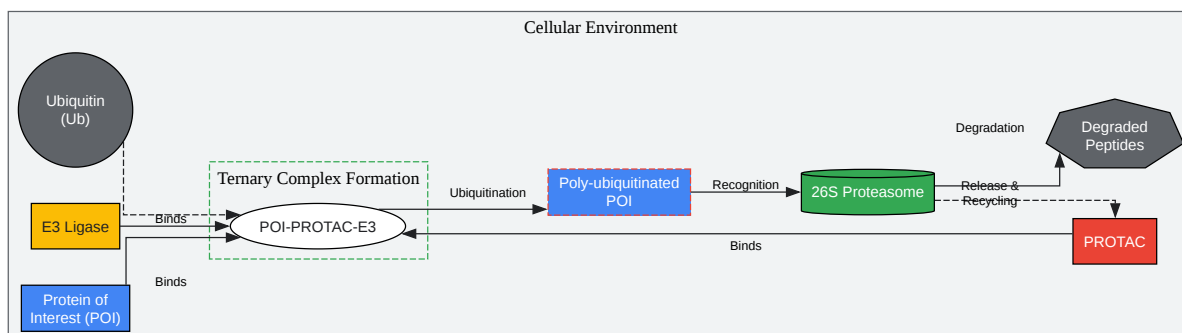 Cellular Environment
Ubiquitin
(Ub)
Degradation
Degraded
Peptides
Ternary Complex Formation
Ubiquitination
Poly-ubiquitinated
POI
Recognition
26S Proteasome
Release &
Recycling
E3 Ligase
Binds
POI-PROTAC-E3
Binds
PROTAC
Binds
Protein of
Interest (POI)